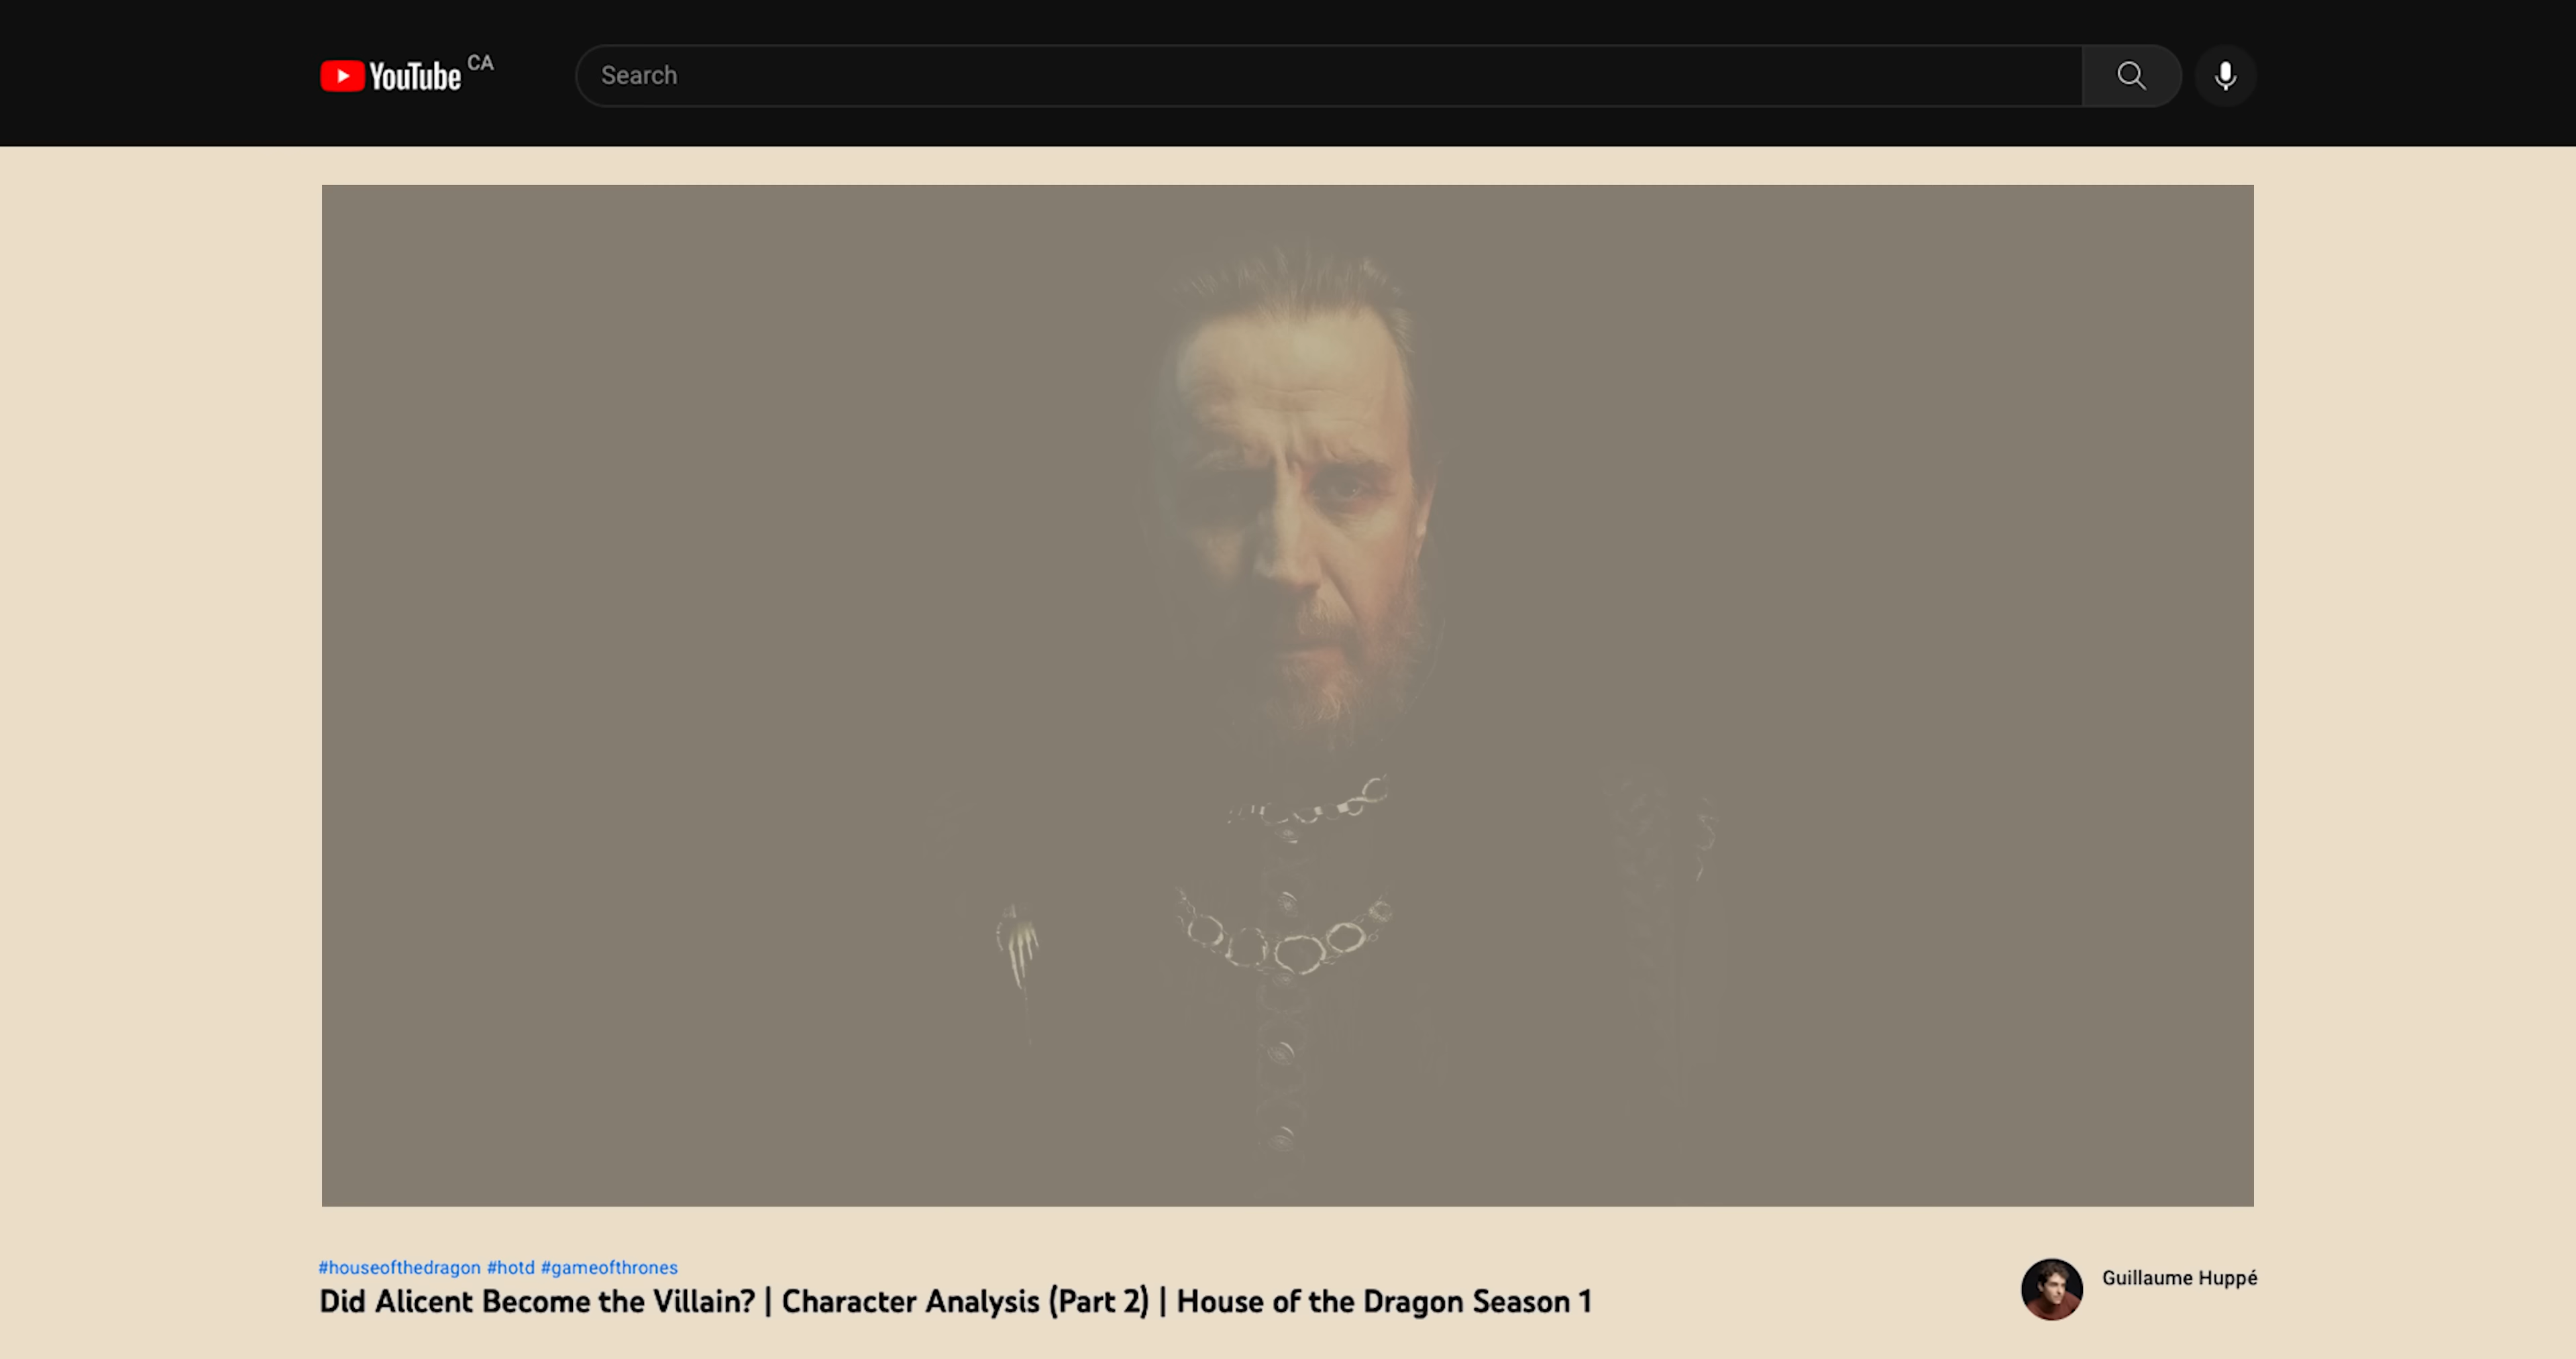 YouTube CA
Search
#houseofthedragon #hotd #gameofthrones
Did Alicent Become the Villain? | Character Analysis (Part 2) | House of the Dragon Season 1
Guillaume Huppé